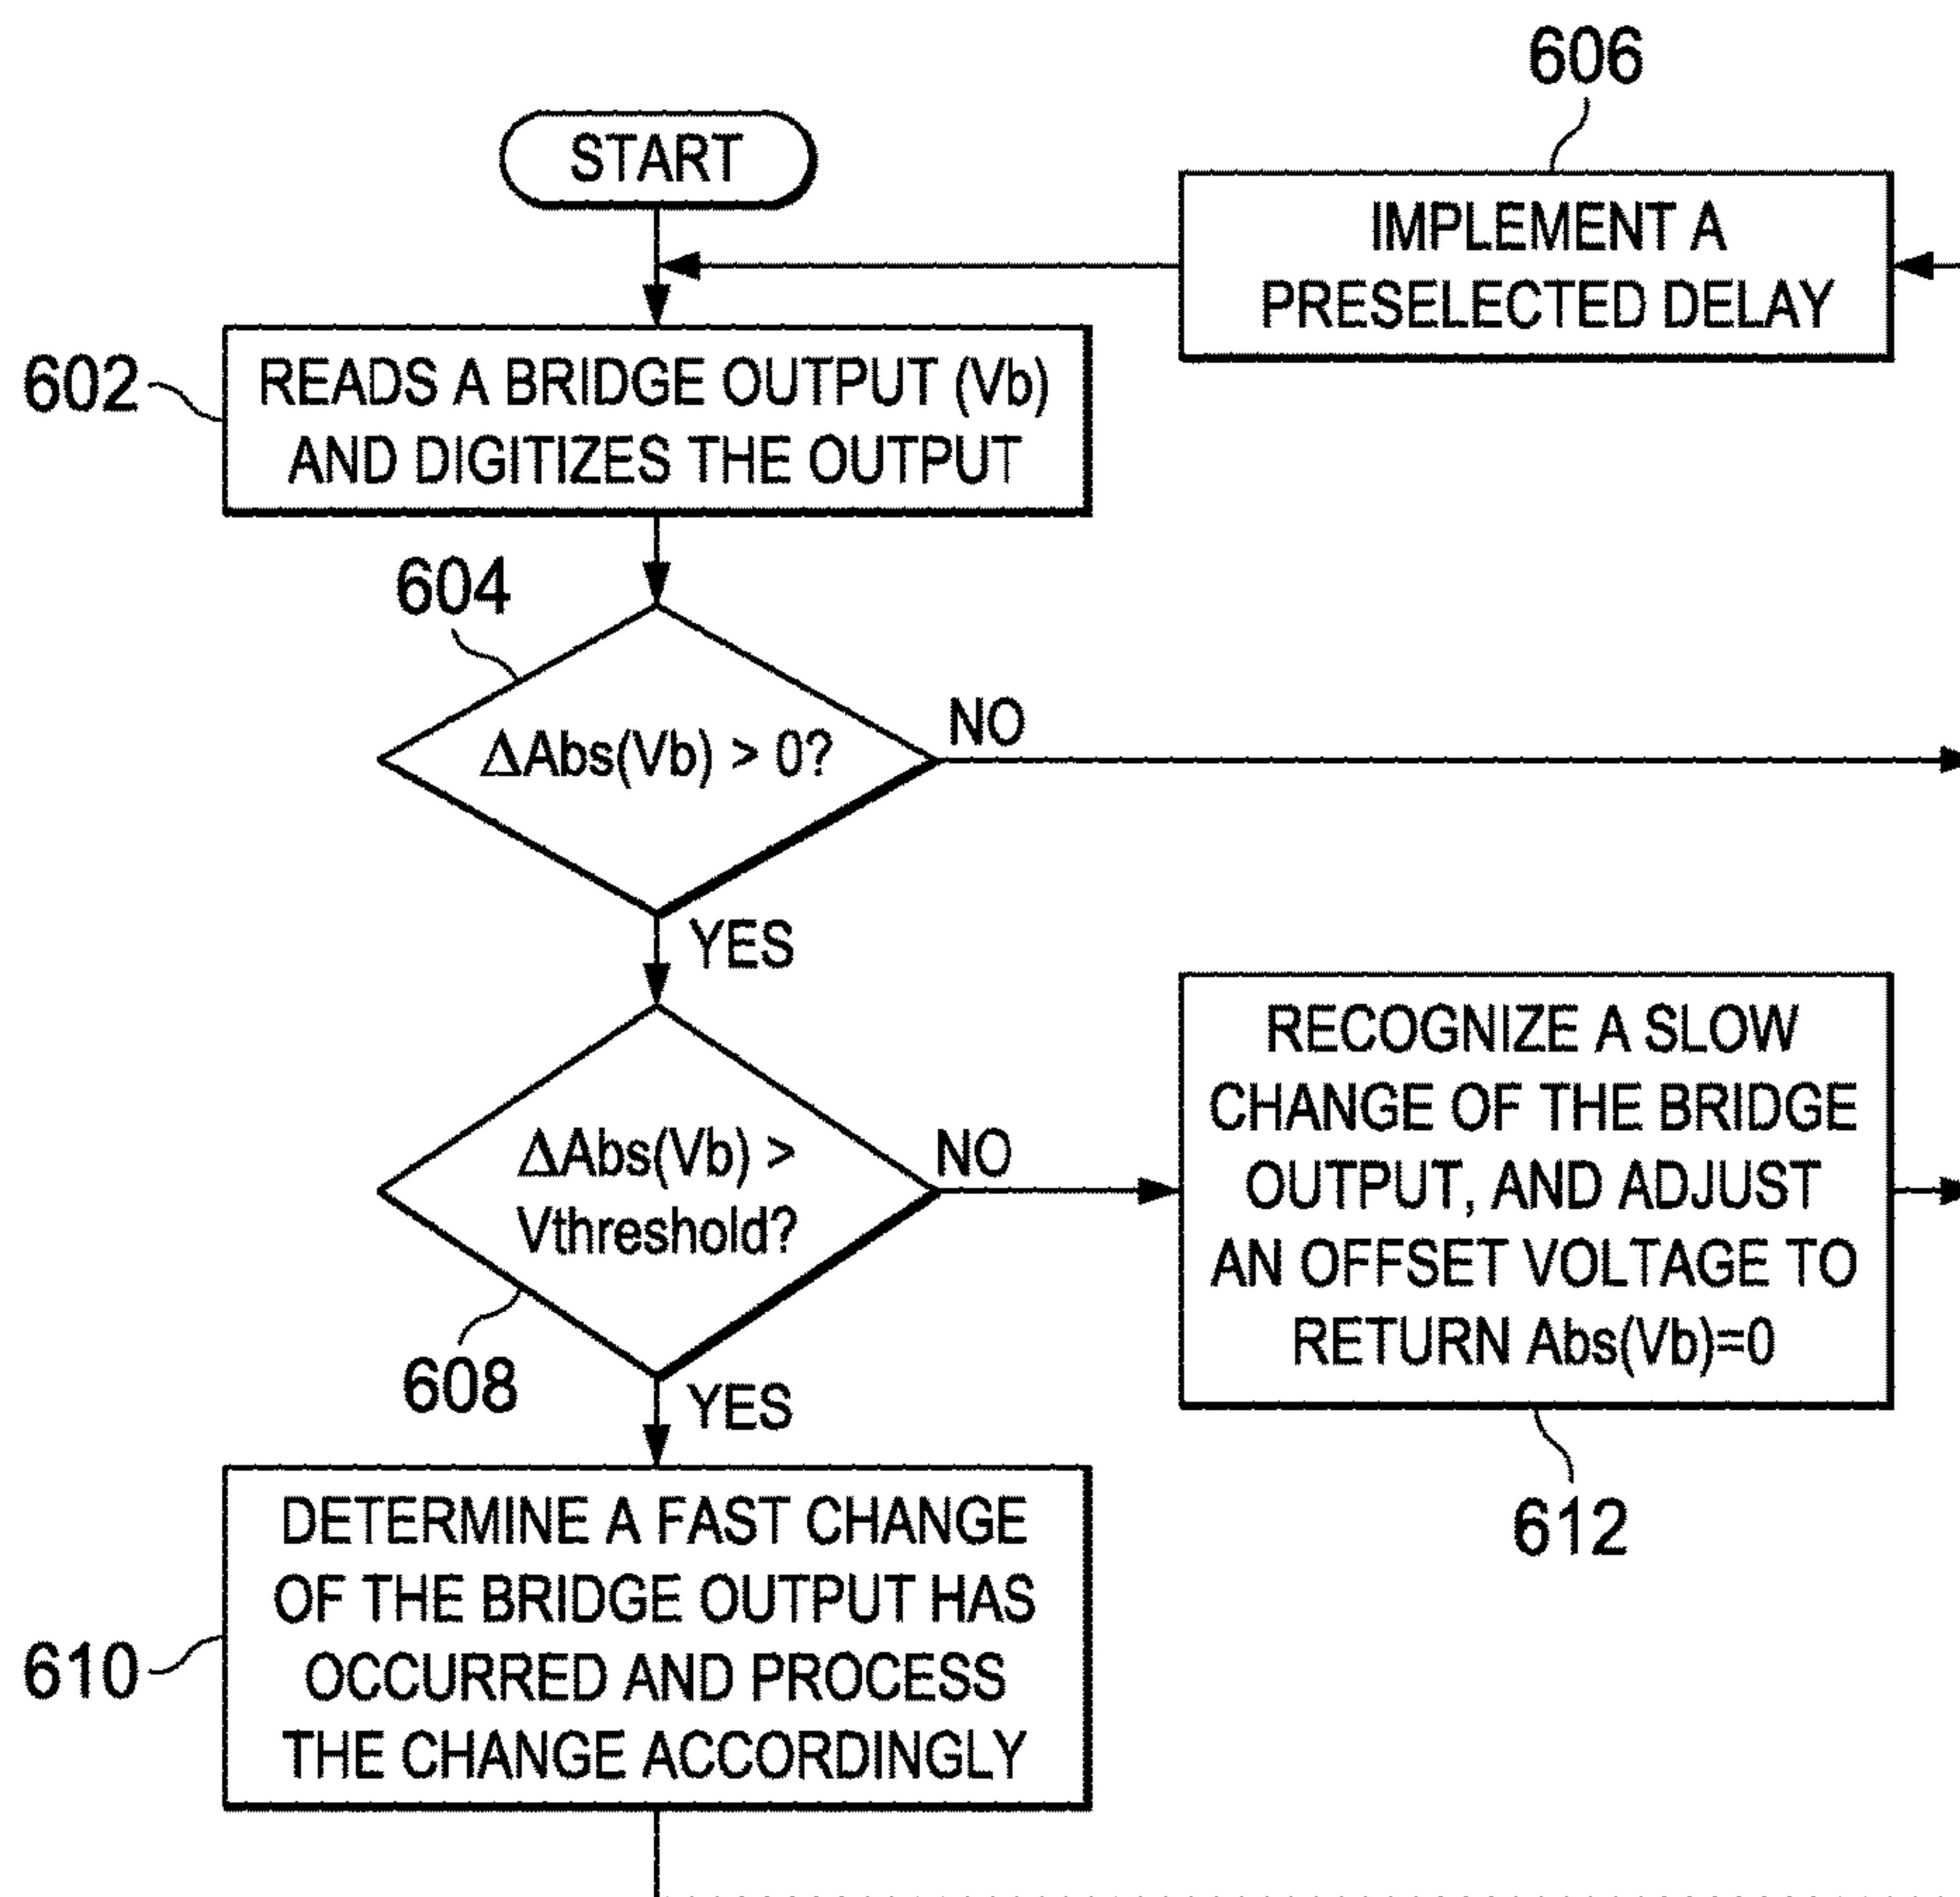 606
START
IMPLEMENT A
PRESELECTED DELAY
602
READS A BRIDGE OUTPUT (Vb)
AND DIGITIZES THE OUTPUT
604
ΔAbs(Vb) > 0?
NO
YES
ΔAbs(Vb) >
Vthreshold?
NO
608
YES
RECOGNIZE A SLOW
CHANGE OF THE BRIDGE
OUTPUT, AND ADJUST
AN OFFSET VOLTAGE TO
RETURN Abs(Vb)=0
612
610
DETERMINE A FAST CHANGE
OF THE BRIDGE OUTPUT HAS
OCCURRED AND PROCESS
THE CHANGE ACCORDINGLY